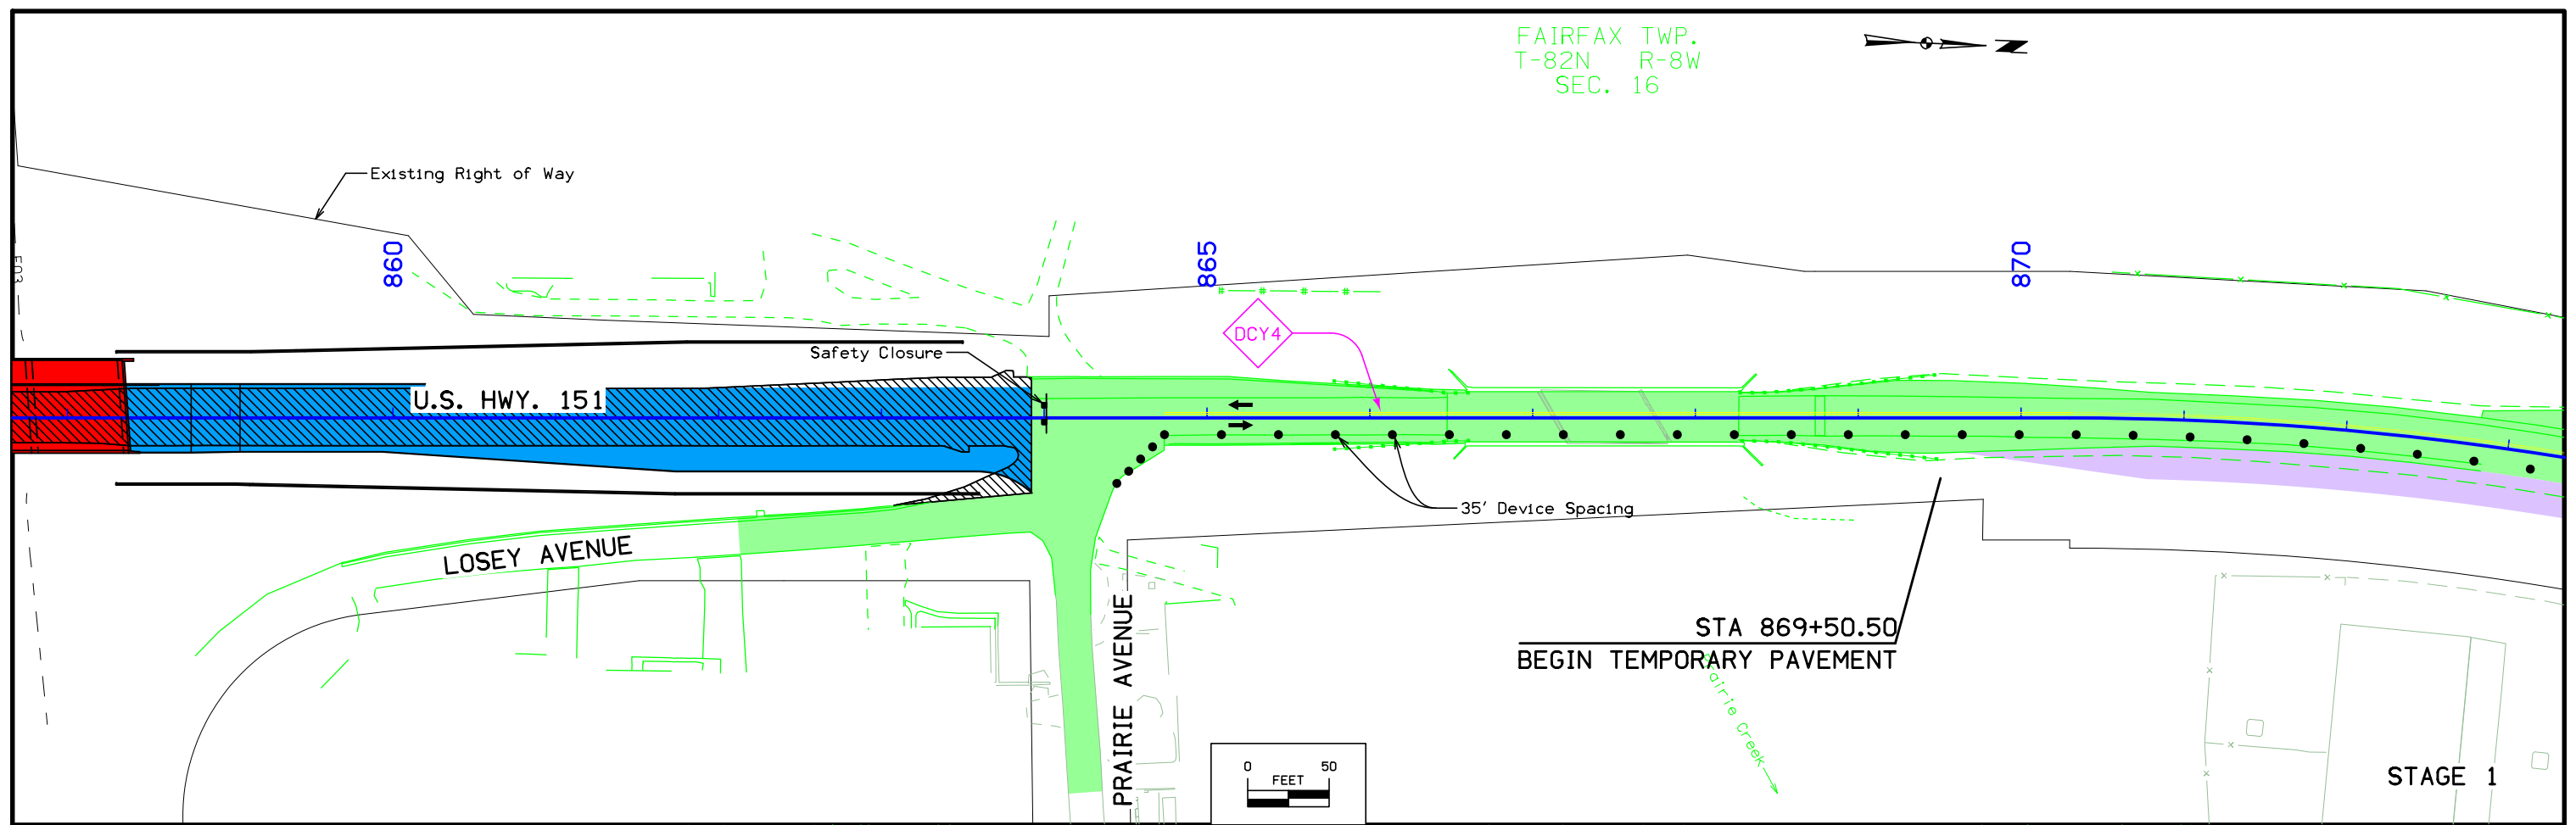 FAIRFAX TWP.
T-82N R-8W
SEC. 16
N
Existing Right of Way
860
865
870
DCY4
Safety Closure
U.S. HWY. 151
35' Device Spacing
LOSEY AVENUE
PRAIRIE AVENUE
STA 869+50.50
BEGIN TEMPORARY PAVEMENT
Prairie Creek
0 50
FEET
STAGE 1